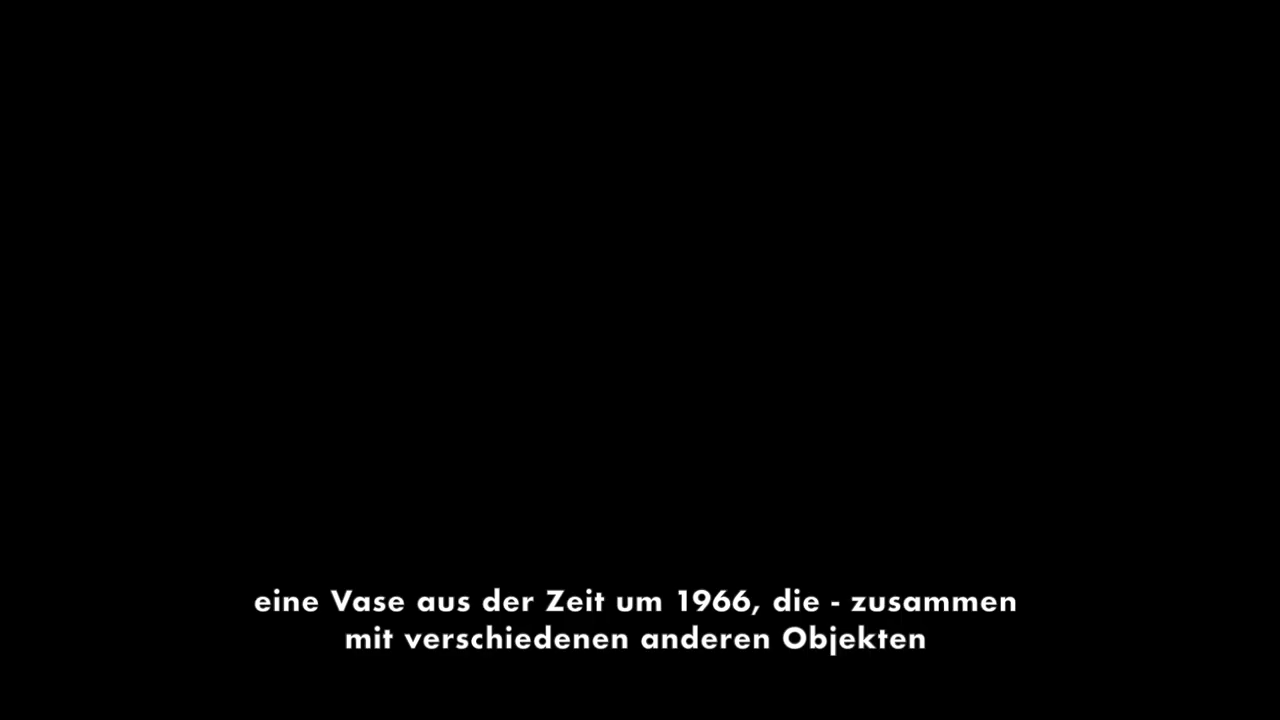 eine Vase aus der Zeit um 1966, die - zusammen
mit verschiedenen anderen Objekten